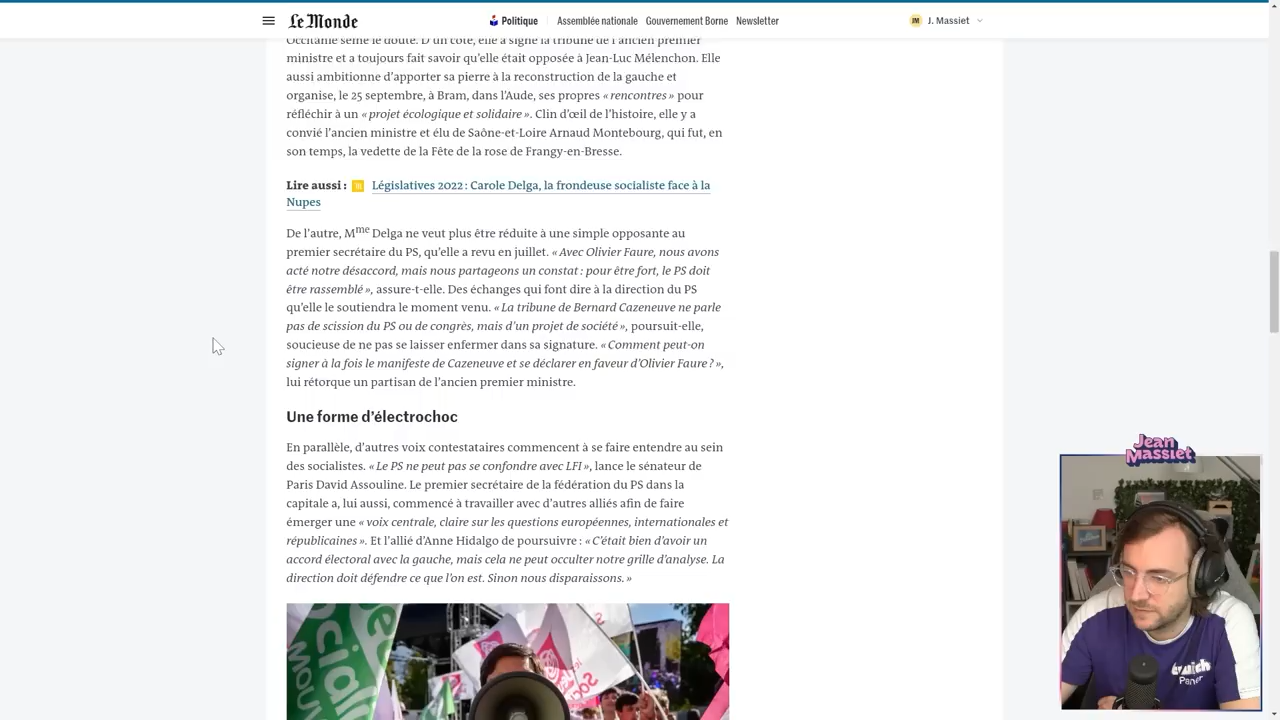 Le Monde
Politique
Assemblée nationale
Gouvernement Borne
Newsletter
JM
J. Massiet
Occitanie sème le doute. D'un côté, elle a signé la tribune de l'ancien premier
ministre et a toujours fait savoir qu'elle était opposée à Jean-Luc Mélenchon. Elle
aussi ambitionne d'apporter sa pierre à la reconstruction de la gauche et
organise, le 25 septembre, à Bram, dans l'Aude, ses propres « rencontres » pour
réfléchir à un « projet écologique et solidaire ». Clin d'œil de l'histoire, elle y a
convié l'ancien ministre et élu de Saône-et-Loire Arnaud Montebourg, qui fut, en
son temps, la vedette de la Fête de la rose de Frangy-en-Bresse.
Lire aussi : Législatives 2022 : Carole Delga, la frondeuse socialiste face à la
Nupes
De l'autre, Mme Delga ne veut plus être réduite à une simple opposante au
premier secrétaire du PS, qu'elle a revu en juillet. « Avec Olivier Faure, nous avons
acté notre désaccord, mais nous partageons un constat : pour être fort, le PS doit
être rassemblé », assure-t-elle. Des échanges qui font dire à la direction du PS
qu'elle le soutiendra le moment venu. « La tribune de Bernard Cazeneuve ne parle
pas de scission du PS ou de congrès, mais d'un projet de société », poursuit-elle,
soucieuse de ne pas se laisser enfermer dans sa signature. « Comment peut-on
signer à la fois le manifeste de Cazeneuve et se déclarer en faveur d'Olivier Faure ? »,
lui rétorque un partisan de l'ancien premier ministre.
Une forme d'électrochoc
En parallèle, d'autres voix contestataires commencent à se faire entendre au sein
des socialistes. « Le PS ne peut pas se confondre avec LFI », lance le sénateur de
Paris David Assouline. Le premier secrétaire de la fédération du PS dans la
capitale a, lui aussi, commencé à travailler avec d'autres alliés afin de faire
émerger une « voix centrale, claire sur les questions européennes, internationales et
républicaines ». Et l'allié d'Anne Hidalgo de poursuivre : « C'était bien d'avoir un
accord électoral avec la gauche, mais cela ne peut occulter notre grille d'analyse. La
direction doit défendre ce que l'on est. Sinon nous disparaissons. »
Jean
Massiet